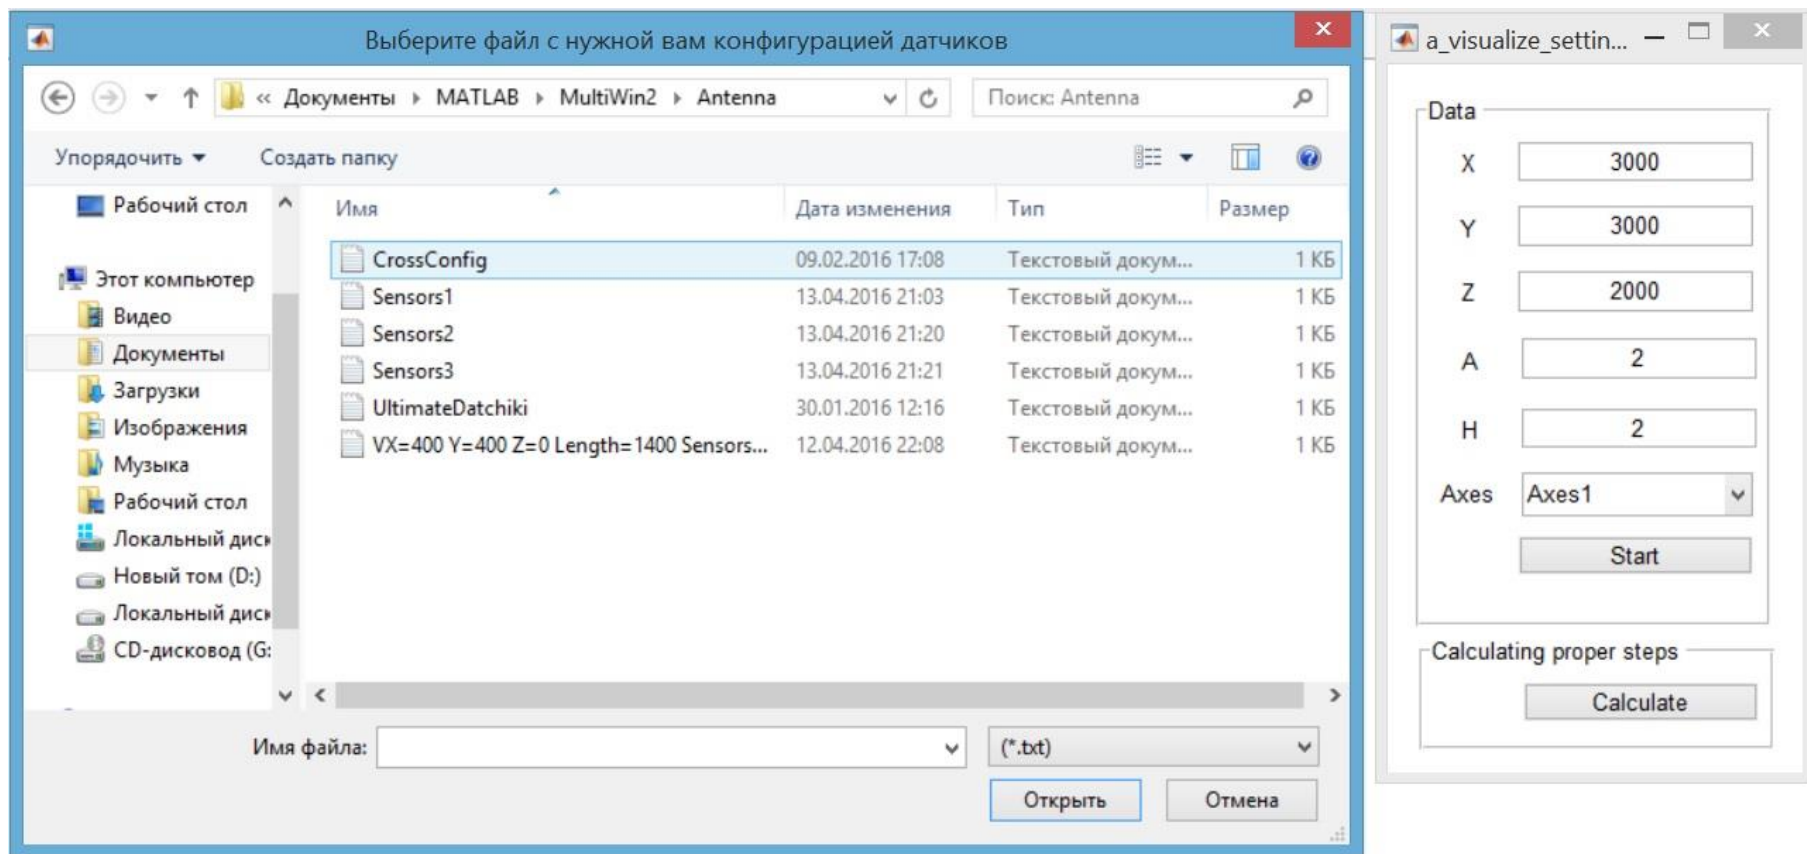 Выберите файл с нужной вам конфигурацией датчиков
« Документы MATLAB MultiWin2 Antenna
Поиск: Antenna
Упорядочить Создать папку
Рабочий стол
Этот компьютер
Видео
Документы
Загрузки
Изображения
Музыка
Рабочий стол
Локальный диск
Новый том (D:)
Локальный диск
CD-дисковод (G:
Имя Дата изменения Тип Размер
CrossConfig 09.02.2016 17:08 Текстовый докум... 1 КБ
Sensors1 13.04.2016 21:03 Текстовый докум... 1 КБ
Sensors2 13.04.2016 21:20 Текстовый докум... 1 КБ
Sensors3 13.04.2016 21:21 Текстовый докум... 1 КБ
UltimateDatchiki 30.01.2016 12:16 Текстовый докум... 1 КБ
VX=400 Y=400 Z=0 Length=1400 Sensors... 12.04.2016 22:08 Текстовый докум... 1 КБ
Имя файла: (*.txt)
Открыть Отмена
a_visualize_settin...
Data
X 3000
Y 3000
Z 2000
A 2
H 2
Axes Axes1
Start
Calculating proper steps
Calculate